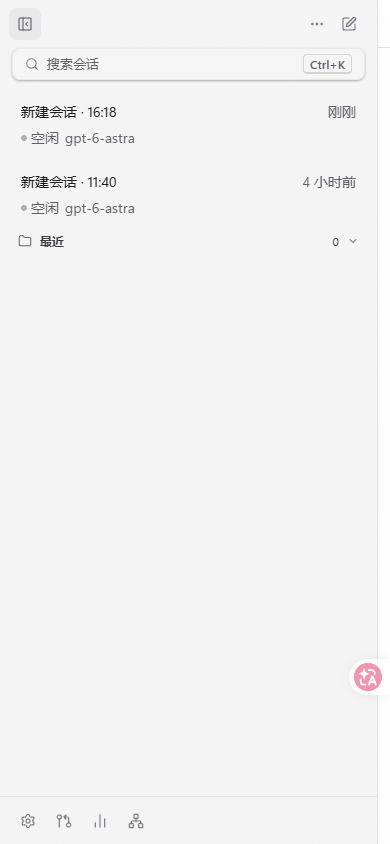 搜索会话 Ctrl+K
新建会话 · 16:18 刚刚
空闲 gpt-6-astra
新建会话 · 11:40 4 小时前
空闲 gpt-6-astra
最近 0
A